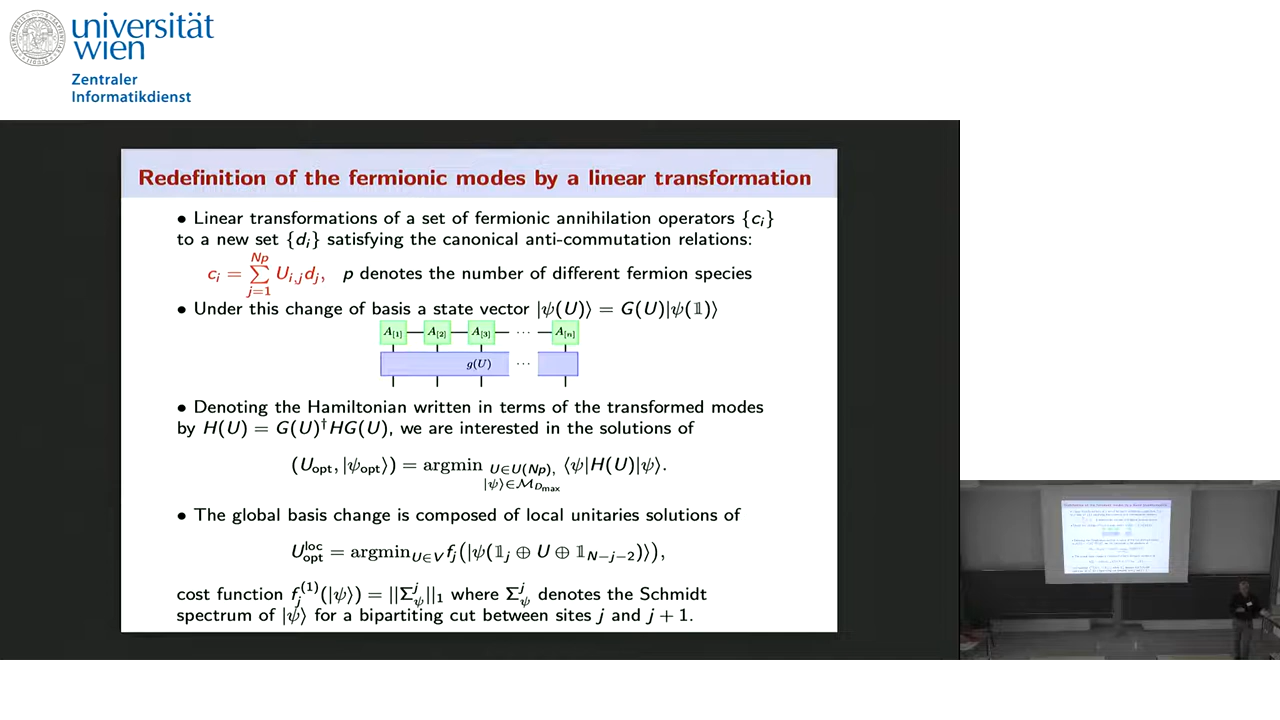 universität
wien
Zentraler
Informatikdienst
Redefinition of the fermionic modes by a linear transformation
• Linear transformations of a set of fermionic annihilation operators {c_i}
to a new set {d_i} satisfying the canonical anti-commutation relations:
c_i = ∑_{j=1}^{Np} U_{i,j} d_j, p denotes the number of different fermion species
• Under this change of basis a state vector |ψ(U)⟩ = G(U)|ψ(𝟙)⟩
A_[1] A_[2] A_[3] ··· A_[n]
g(U) ···
• Denoting the Hamiltonian written in terms of the transformed modes
by H(U) = G(U)†HG(U), we are interested in the solutions of
(U_opt, |ψ_opt⟩) = argmin U∈U(Np), ⟨ψ|H(U)|ψ⟩.
|ψ⟩∈ℳ_{D_max}
• The global basis change is composed of local unitaries solutions of
U_opt^loc = argmin_{U∈V} f_j(|ψ(𝟙_j ⊕ U ⊕ 𝟙_{N−j−2})⟩),
cost function f_j^(1)(|ψ⟩) = ||Σ_ψ^j||_1 where Σ_ψ^j denotes the Schmidt
spectrum of |ψ⟩ for a bipartiting cut between sites j and j + 1.